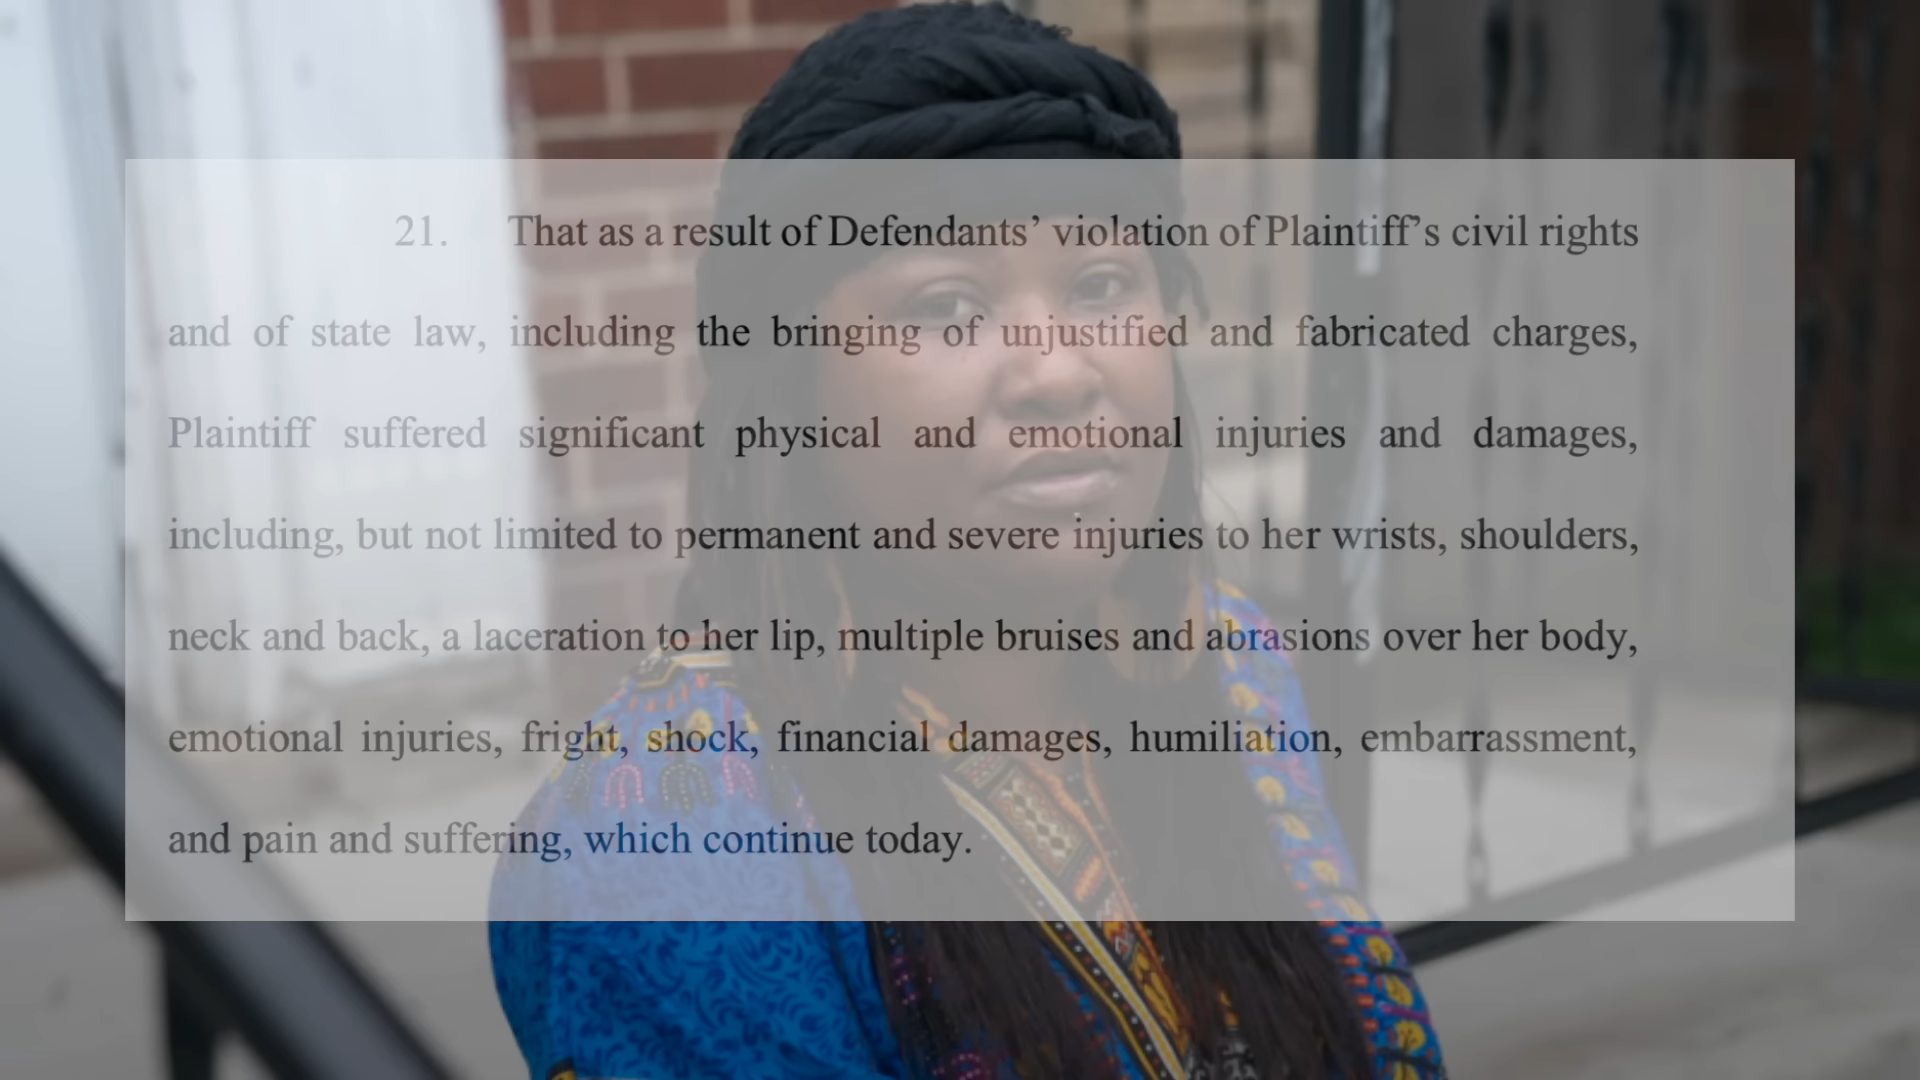 21. That as a result of Defendants’ violation of Plaintiff’s civil rights
and of state law, including the bringing of unjustified and fabricated charges,
Plaintiff suffered significant physical and emotional injuries and damages,
including, but not limited to permanent and severe injuries to her wrists, shoulders,
neck and back, a laceration to her lip, multiple bruises and abrasions over her body,
emotional injuries, fright, shock, financial damages, humiliation, embarrassment,
and pain and suffering, which continue today.